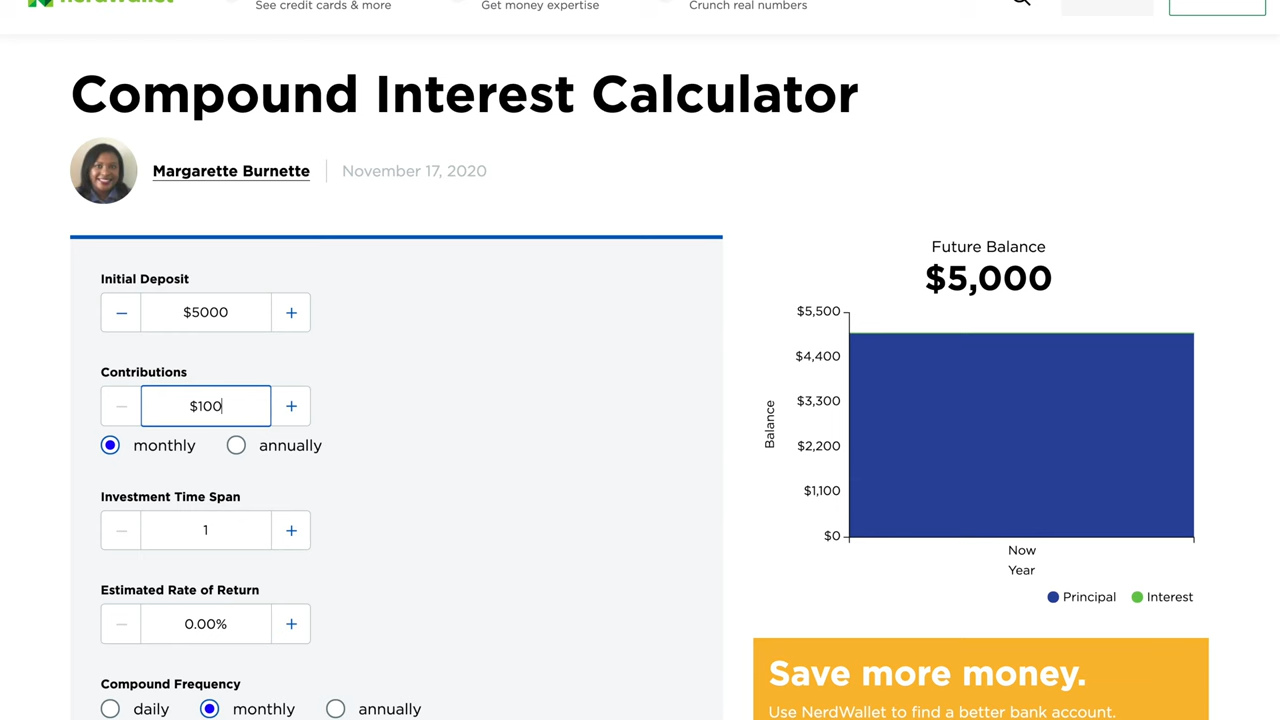 nerdwallet
See credit cards & more
Get money expertise
Crunch real numbers
Compound Interest Calculator
Margarette Burnette
November 17, 2020
Initial Deposit
− $5000 +
Contributions
− $100 +
monthly annually
Investment Time Span
− 1 +
Estimated Rate of Return
− 0.00% +
Compound Frequency
daily monthly annually
Future Balance
$5,000
$5,500
$4,400
$3,300
$2,200
$1,100
$0
Balance
Now
Year
Principal Interest
Save more money.
Use NerdWallet to find a better bank account.